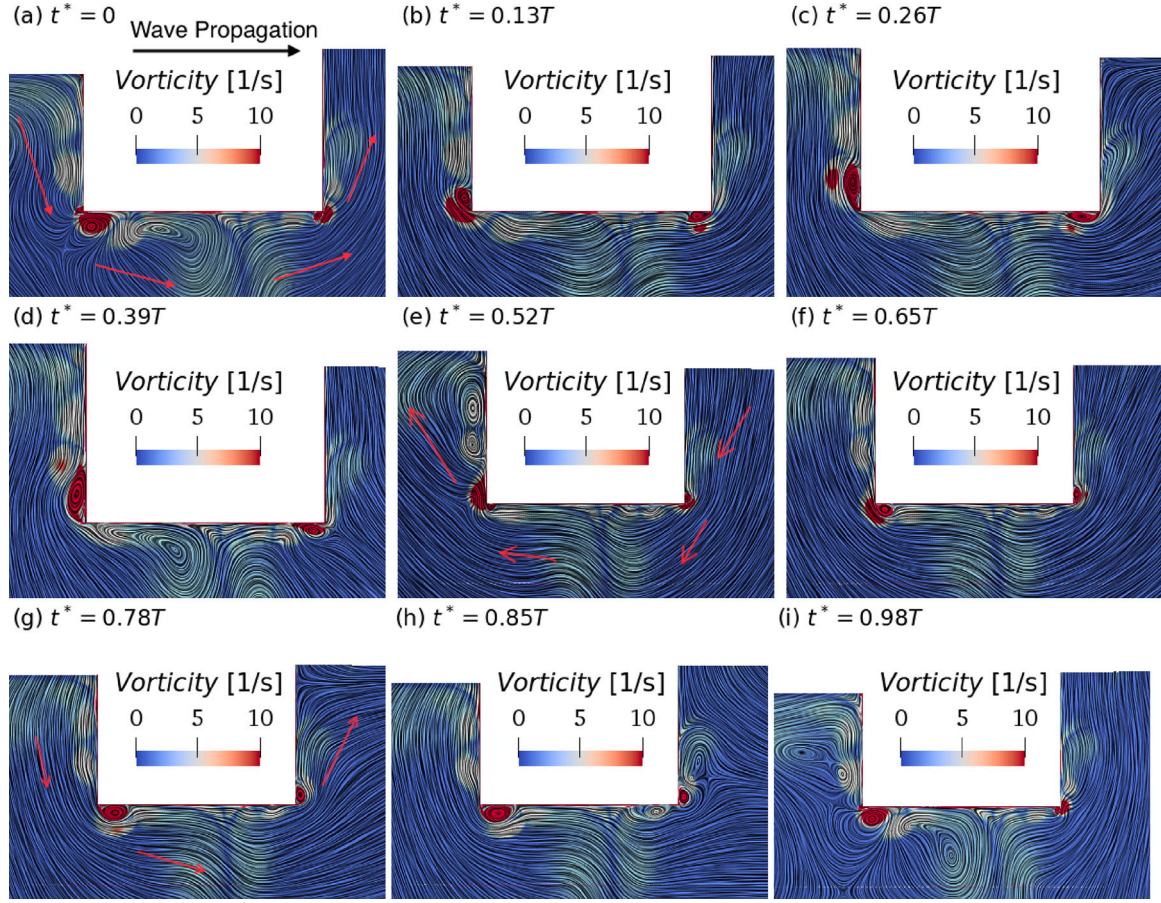 (a) t* = 0
(b) t* = 0.13T
(c) t* = 0.26T
Wave Propagation
Vorticity [1/s]
0 5 10
Vorticity [1/s]
0 5 10
Vorticity [1/s]
0 5 10
(d) t* = 0.39T
(e) t* = 0.52T
(f) t* = 0.65T
Vorticity [1/s]
0 5 10
Vorticity [1/s]
0 5 10
Vorticity [1/s]
0 5 10
(g) t* = 0.78T
(h) t* = 0.85T
(i) t* = 0.98T
Vorticity [1/s]
0 5 10
Vorticity [1/s]
0 5 10
Vorticity [1/s]
0 5 10